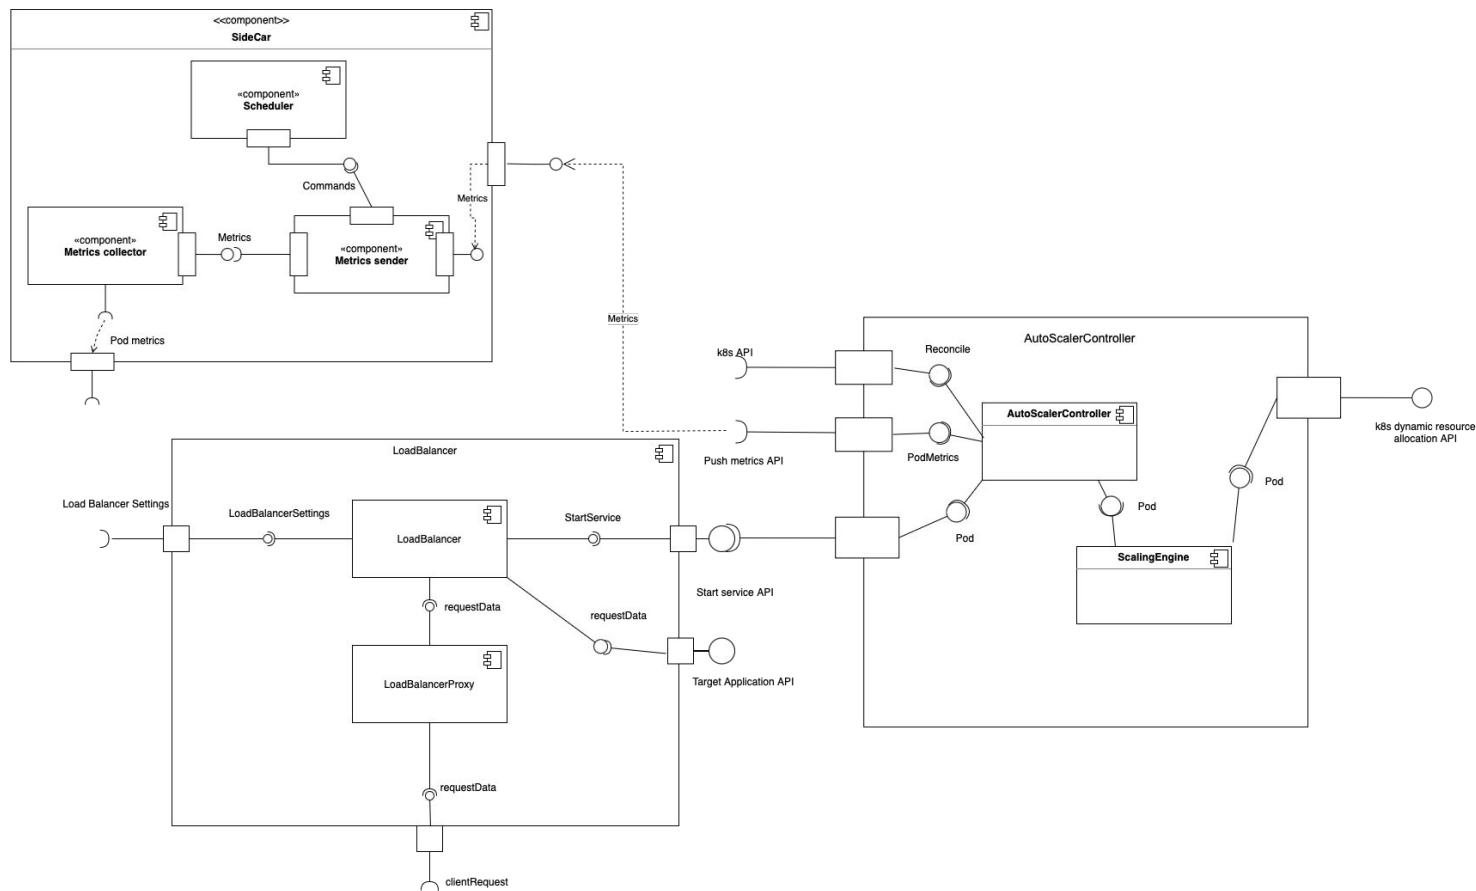 <<component>>
SideCar
«component»
Scheduler
Commands
Metrics
«component»
Metrics collector
Metrics
«component»
Metrics sender
Pod metrics
Metrics
k8s API
Push metrics API
AutoScalerController
Reconcile
AutoScalerController
PodMetrics
Pod
Pod
Pod
ScalingEngine
k8s dynamic resource
allocation API
LoadBalancer
Load Balancer Settings
LoadBalancerSettings
LoadBalancer
StartService
Start service API
requestData
requestData
Target Application API
LoadBalancerProxy
requestData
clientRequest